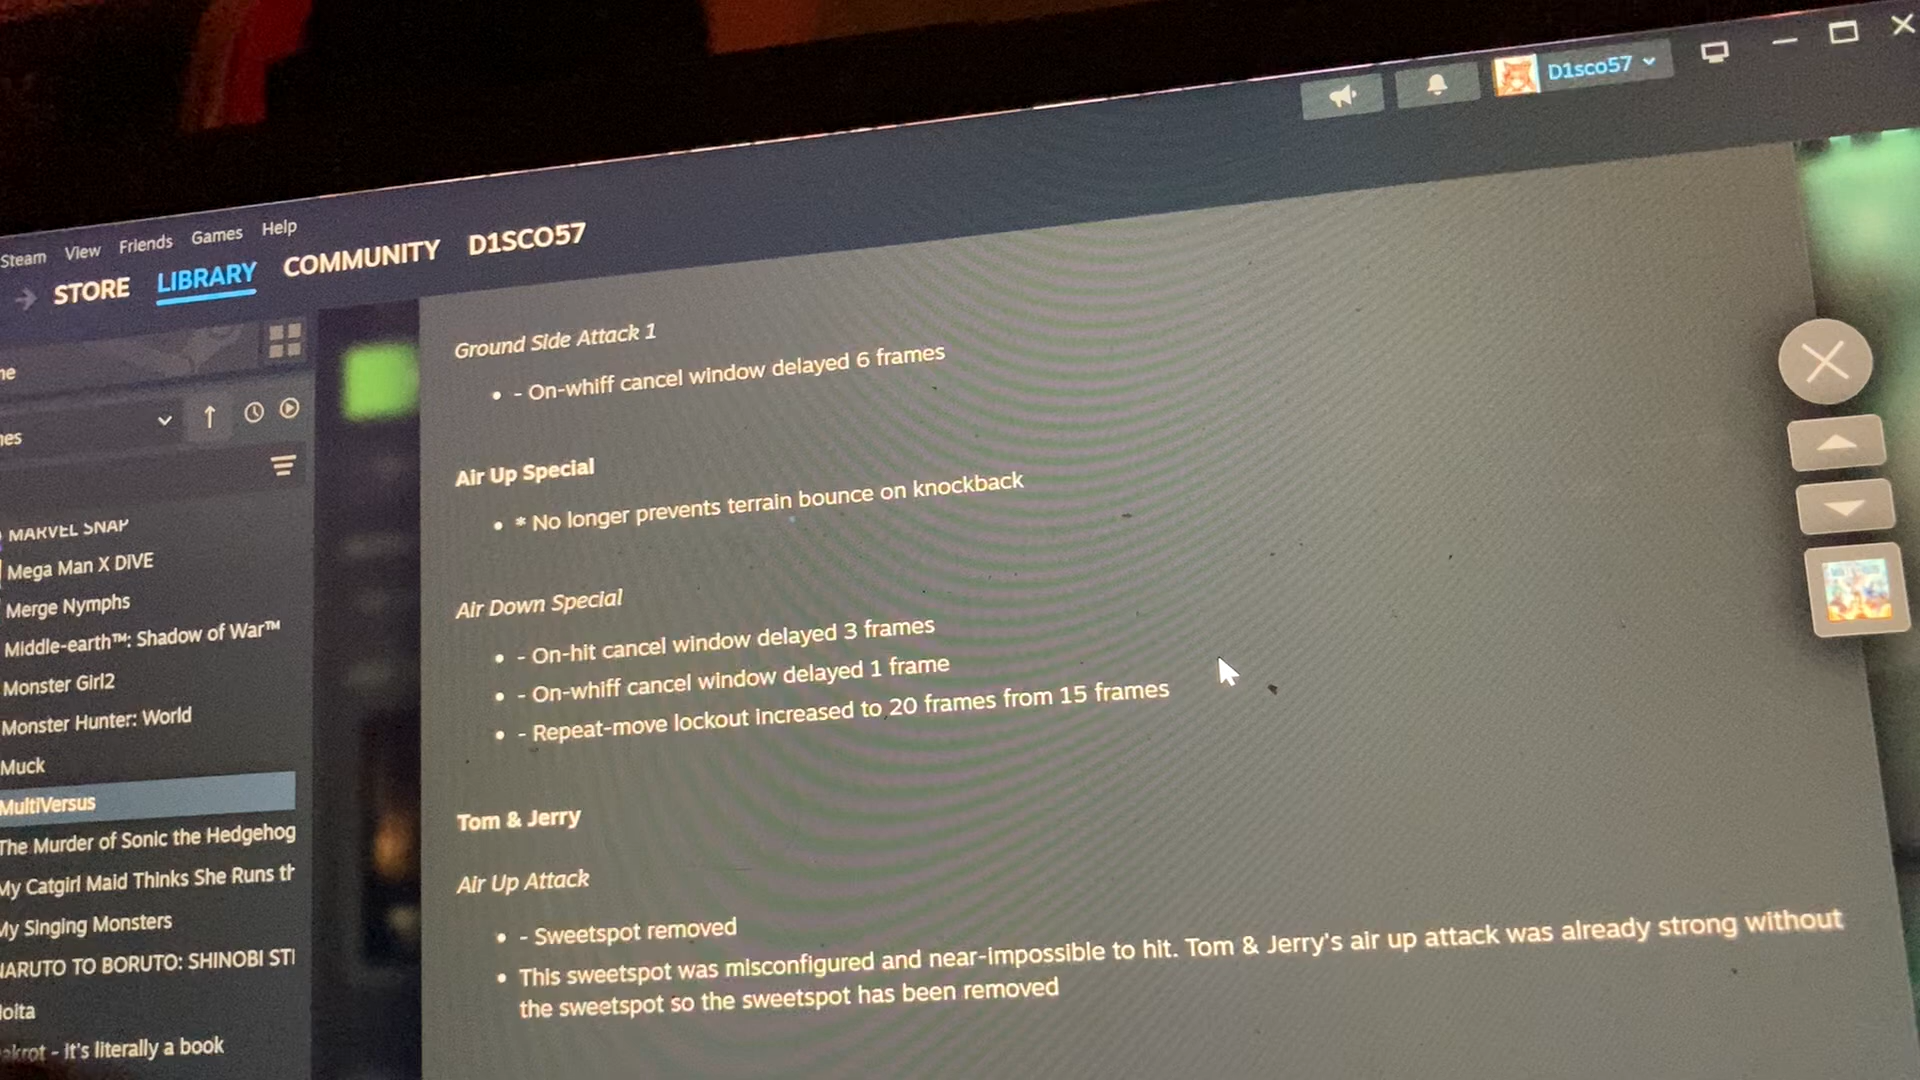 D1sco57
Steam View Friends Games Help
STORE LIBRARY COMMUNITY D1SCO57
MARVEL SNAP
Mega Man X DiVE
Merge Nymphs
Middle-earth™: Shadow of War™
Monster Girl2
Monster Hunter: World
Muck
MultiVersus
The Murder of Sonic the Hedgehog
My Catgirl Maid Thinks She Runs
My Singing Monsters
NARUTO TO BORUTO: SHINOBI
- It's literally a book
Ground Side Attack 1
• - On-whiff cancel window delayed 6 frames
Air Up Special
• * No longer prevents terrain bounce on knockback
Air Down Special
• - On-hit cancel window delayed 3 frames
• - On-whiff cancel window delayed 1 frame
• - Repeat-move lockout increased to 20 frames from 15 frames
Tom & Jerry
Air Up Attack
• - Sweetspot removed
• This sweetspot was misconfigured and near-impossible to hit. Tom & Jerry's air up attack was already strong without
the sweetspot so the sweetspot has been removed